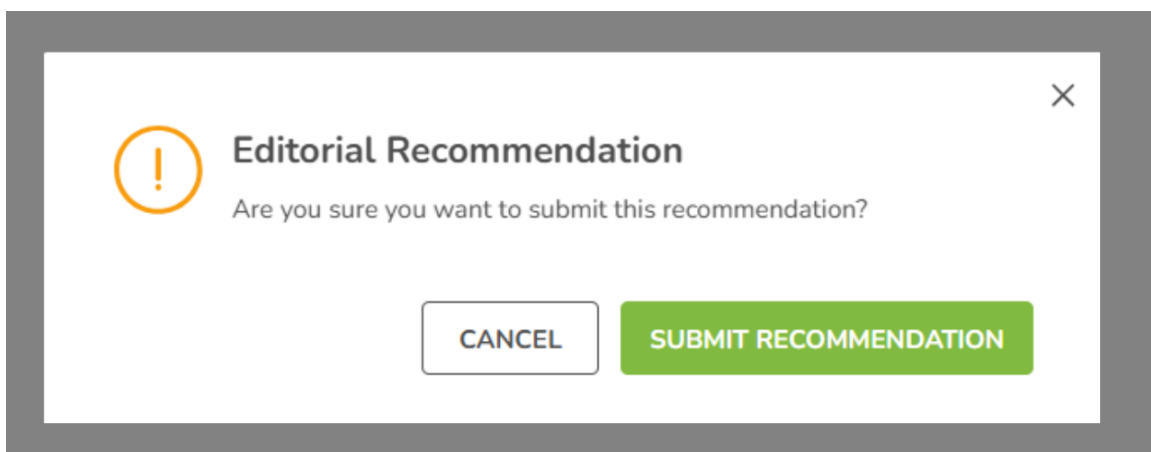 Editorial Recommendation
Are you sure you want to submit this recommendation?
CANCEL SUBMIT RECOMMENDATION